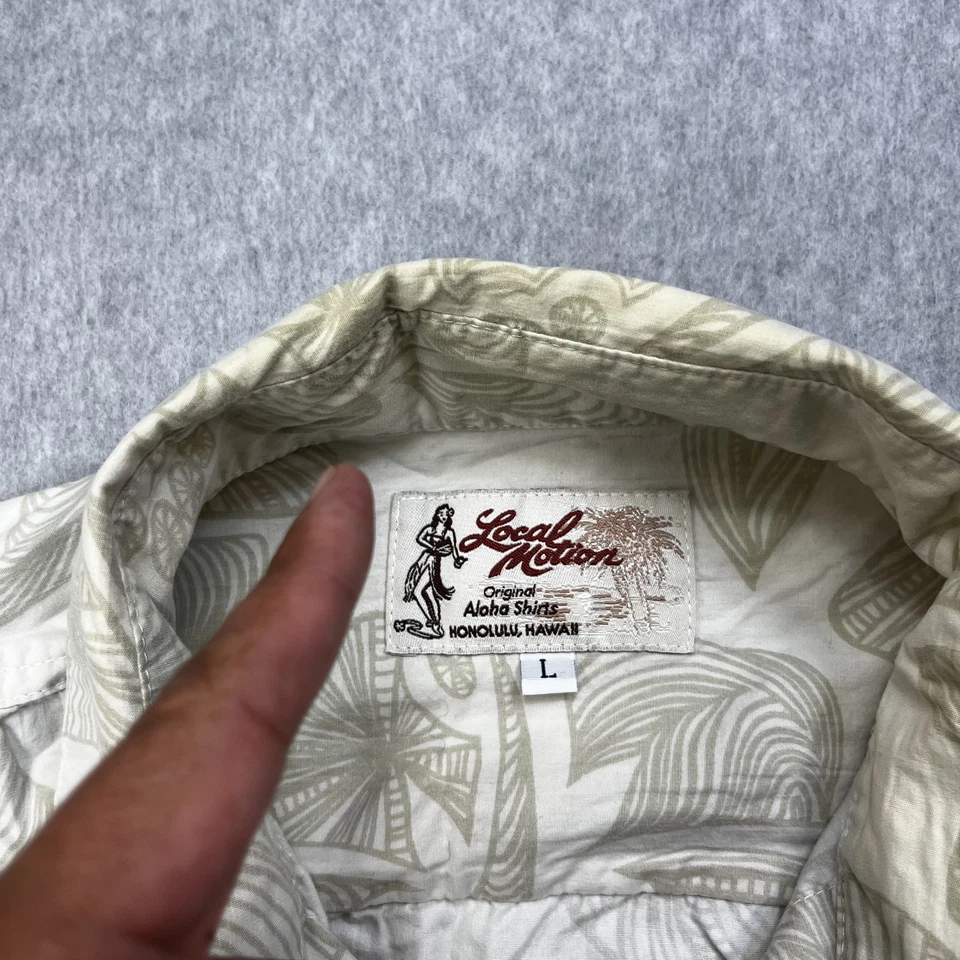 Local
Motion
Original
Aloha Shirts
HONOLULU, HAWAII
L